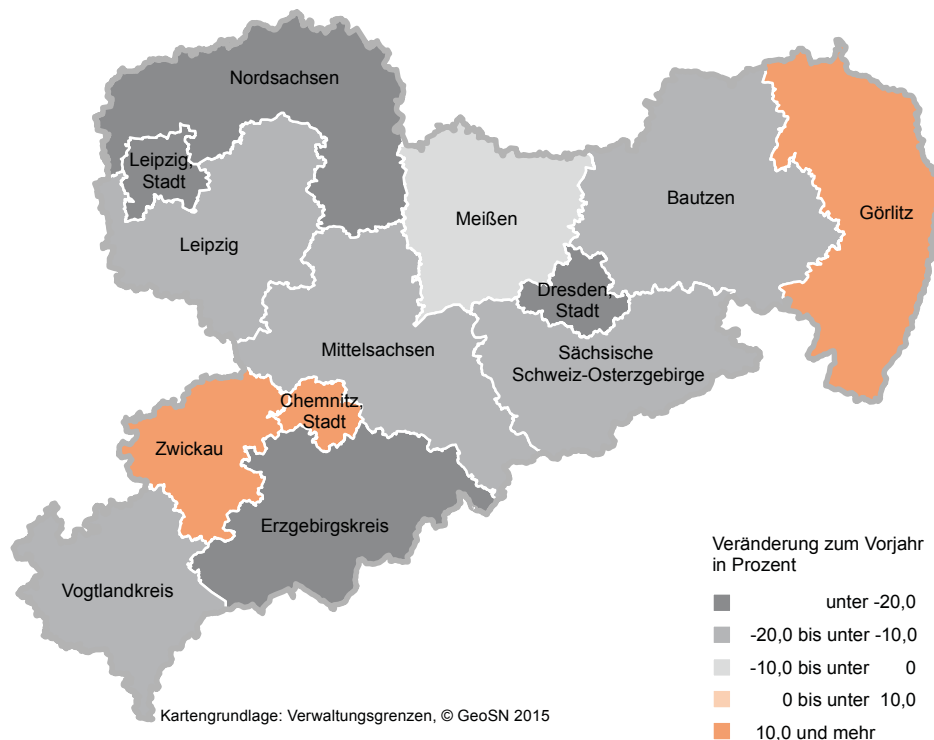 Nordsachsen
Leipzig,
Stadt
Leipzig
Meißen
Bautzen
Görlitz
Dresden,
Stadt
Mittelsachsen
Sächsische
Schweiz-Osterzgebirge
Chemnitz,
Stadt
Zwickau
Erzgebirgskreis
Vogtlandkreis
Veränderung zum Vorjahr
in Prozent
unter -20,0
-20,0 bis unter -10,0
-10,0 bis unter 0
0 bis unter 10,0
10,0 und mehr
Kartengrundlage: Verwaltungsgrenzen, © GeoSN 2015